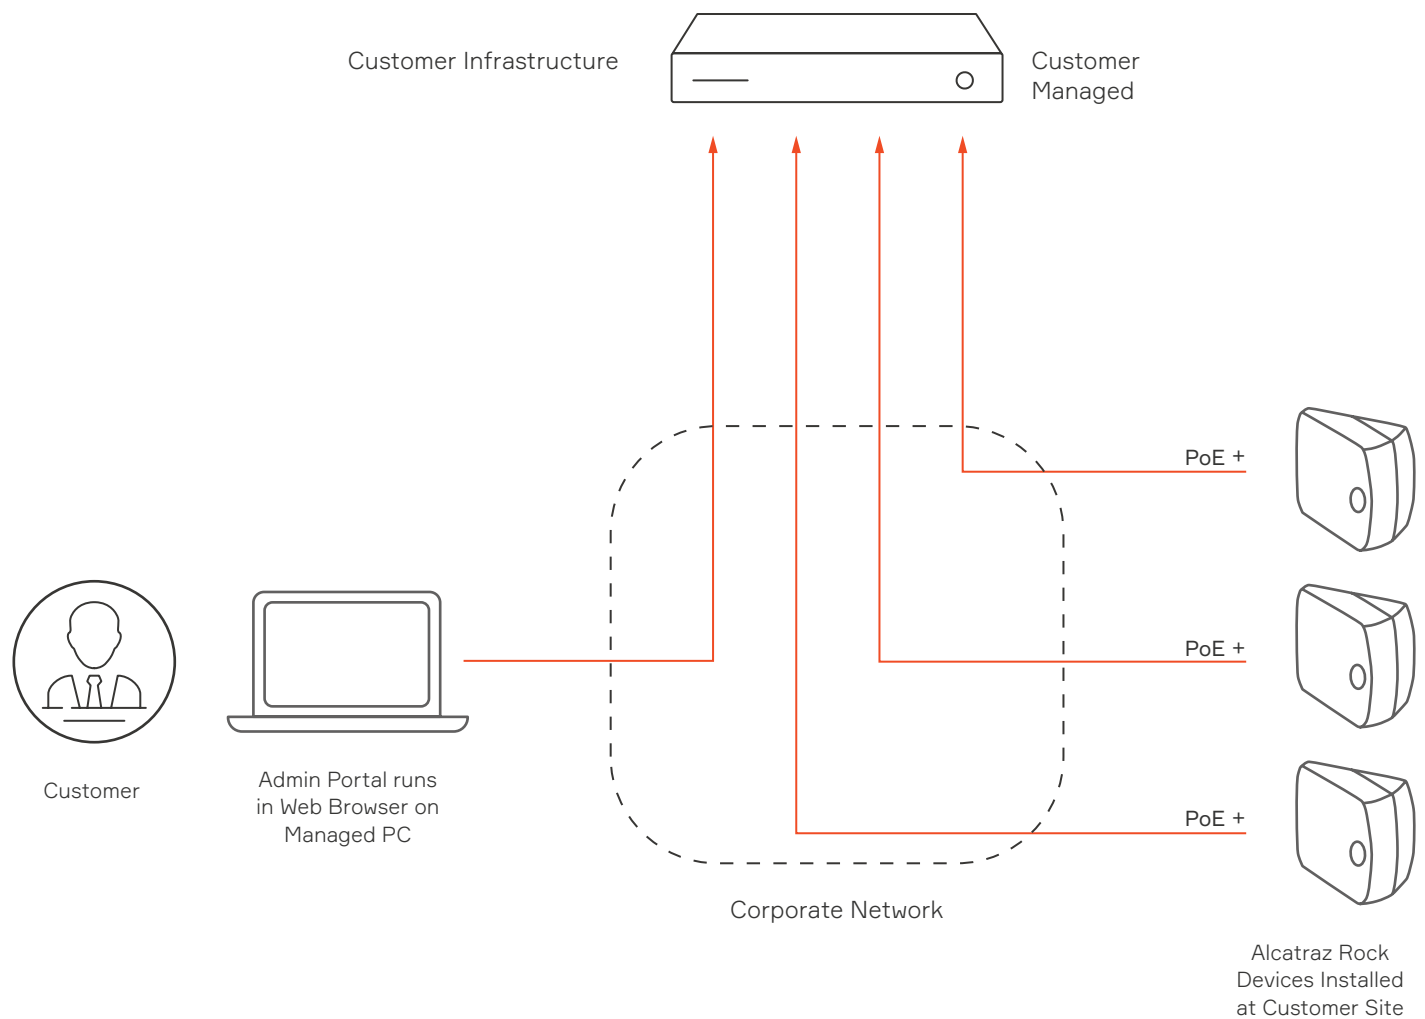 Customer Infrastructure
Customer
Managed
PoE +
PoE +
PoE +
Customer
Admin Portal runs
in Web Browser on
Managed PC
Corporate Network
Alcatraz Rock
Devices Installed
at Customer Site